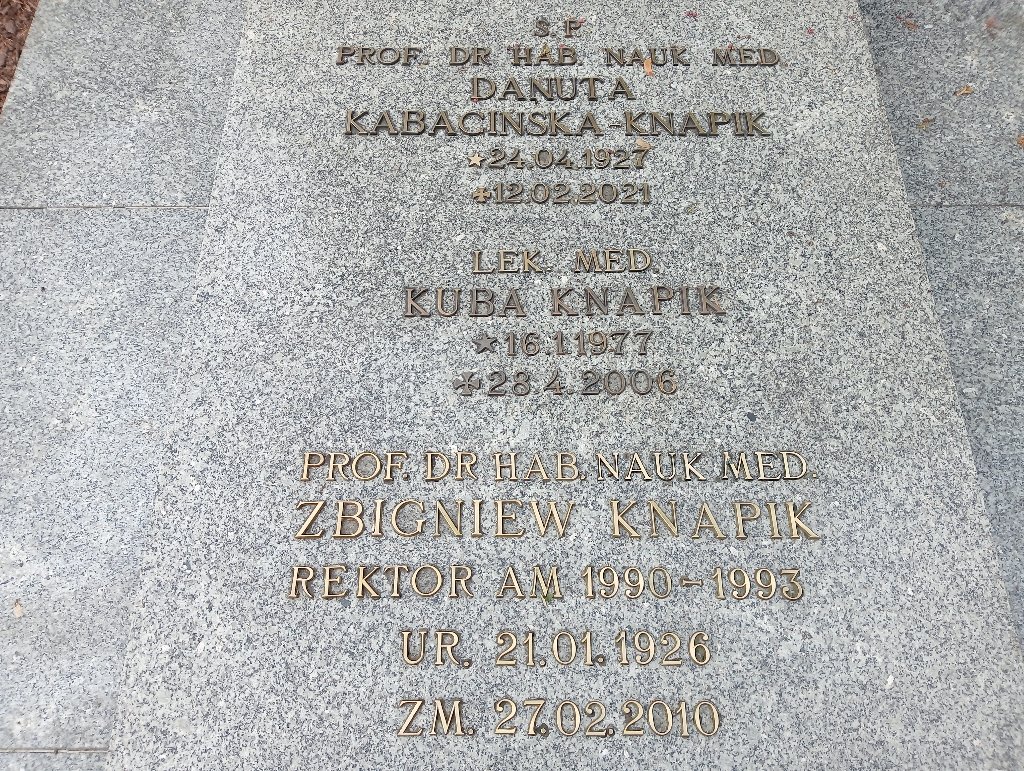 S.P
PROF. DR HAB. NAUK MED.
DANUTA
KABACINSKA-KNAPIK
24.04.1927
12.02.2021
LEK. MED.
KUBA KNAPIK
16.1.1977
28.4.2006
PROF. DR HAB. NAUK MED.
ZBIGNIEW KNAPIK
REKTOR AM 1990-1993
UR. 21.01.1926
ZM. 27.02.2010